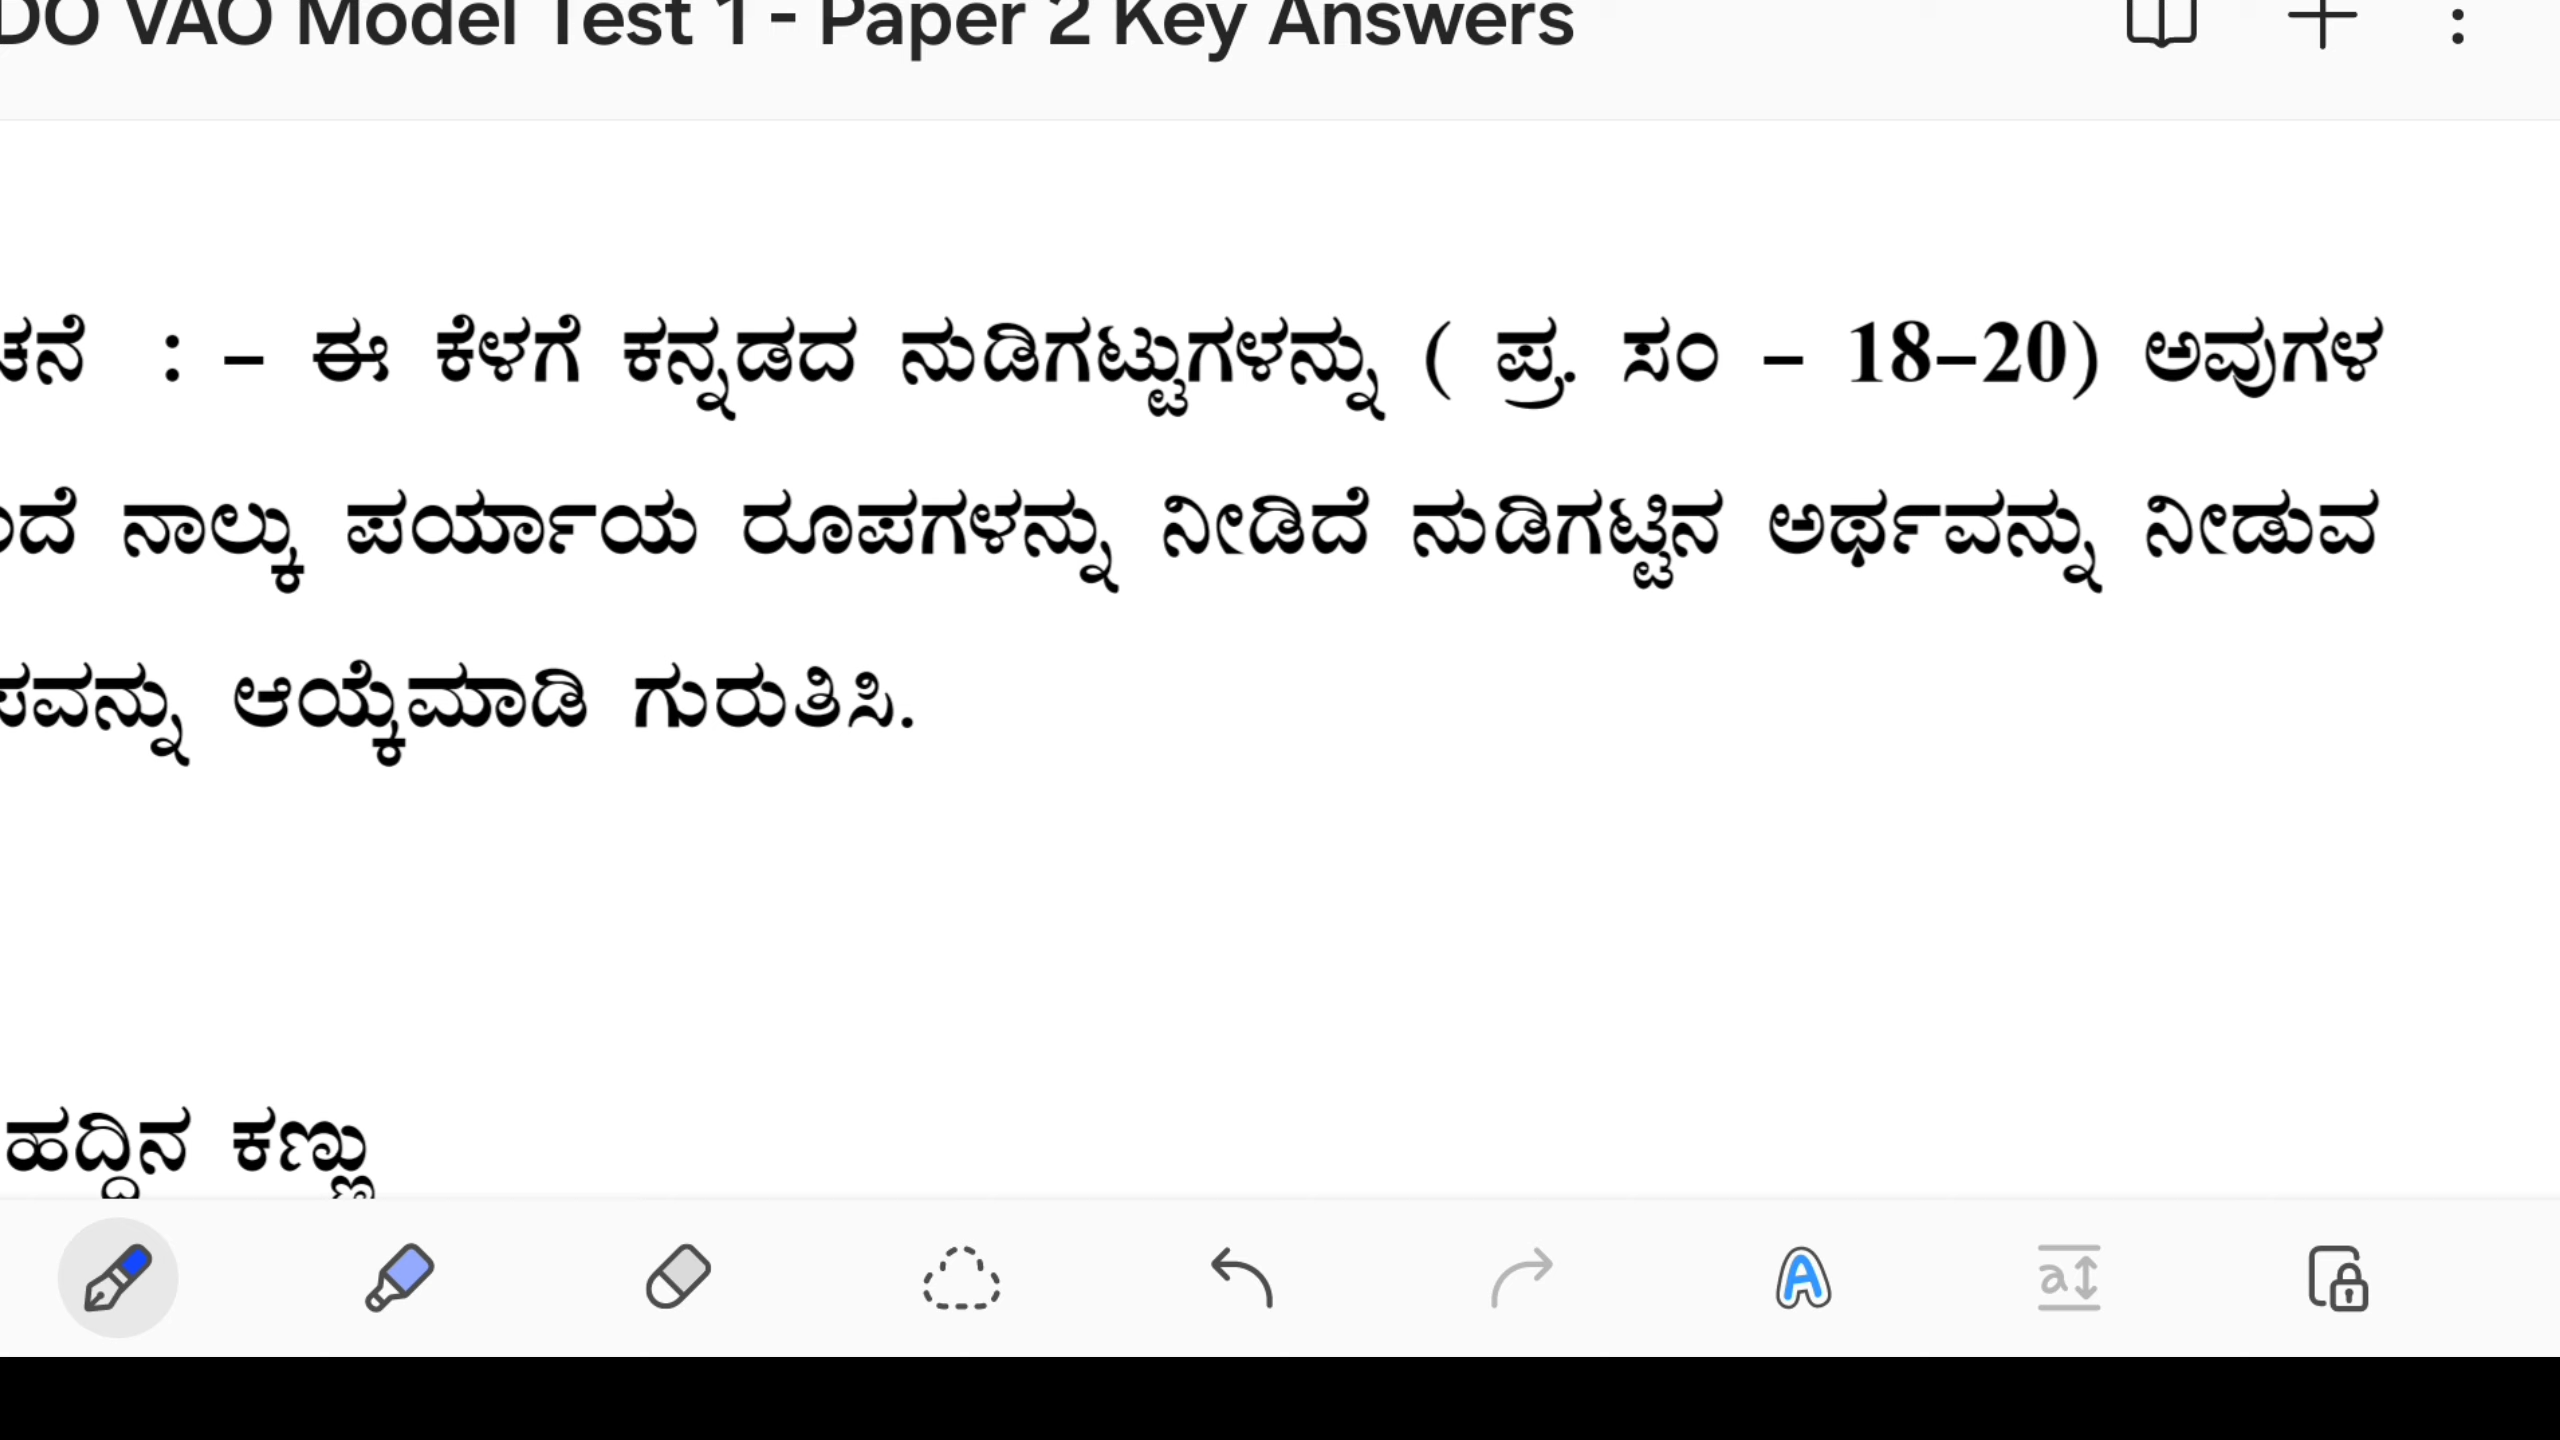 DO VAO Model Test 1 - Paper 2 Key Answers
ಚನೆ : – ಈ ಕೆಳಗೆ ಕನ್ನಡದ ನುಡಿಗಟ್ಟುಗಳನ್ನು ( ಪ್ರ. ಸಂ – 18–20) ಅವುಗಳ
ದೆ ನಾಲ್ಕು ಪರ್ಯಾಯ ರೂಪಗಳನ್ನು ನೀಡಿದೆ ನುಡಿಗಟ್ಟಿನ ಅರ್ಥವನ್ನು ನೀಡುವ
ಪವನ್ನು ಆಯ್ಕೆಮಾಡಿ ಗುರುತಿಸಿ.
ಹದ್ದಿನ ಕಣ್ಣು